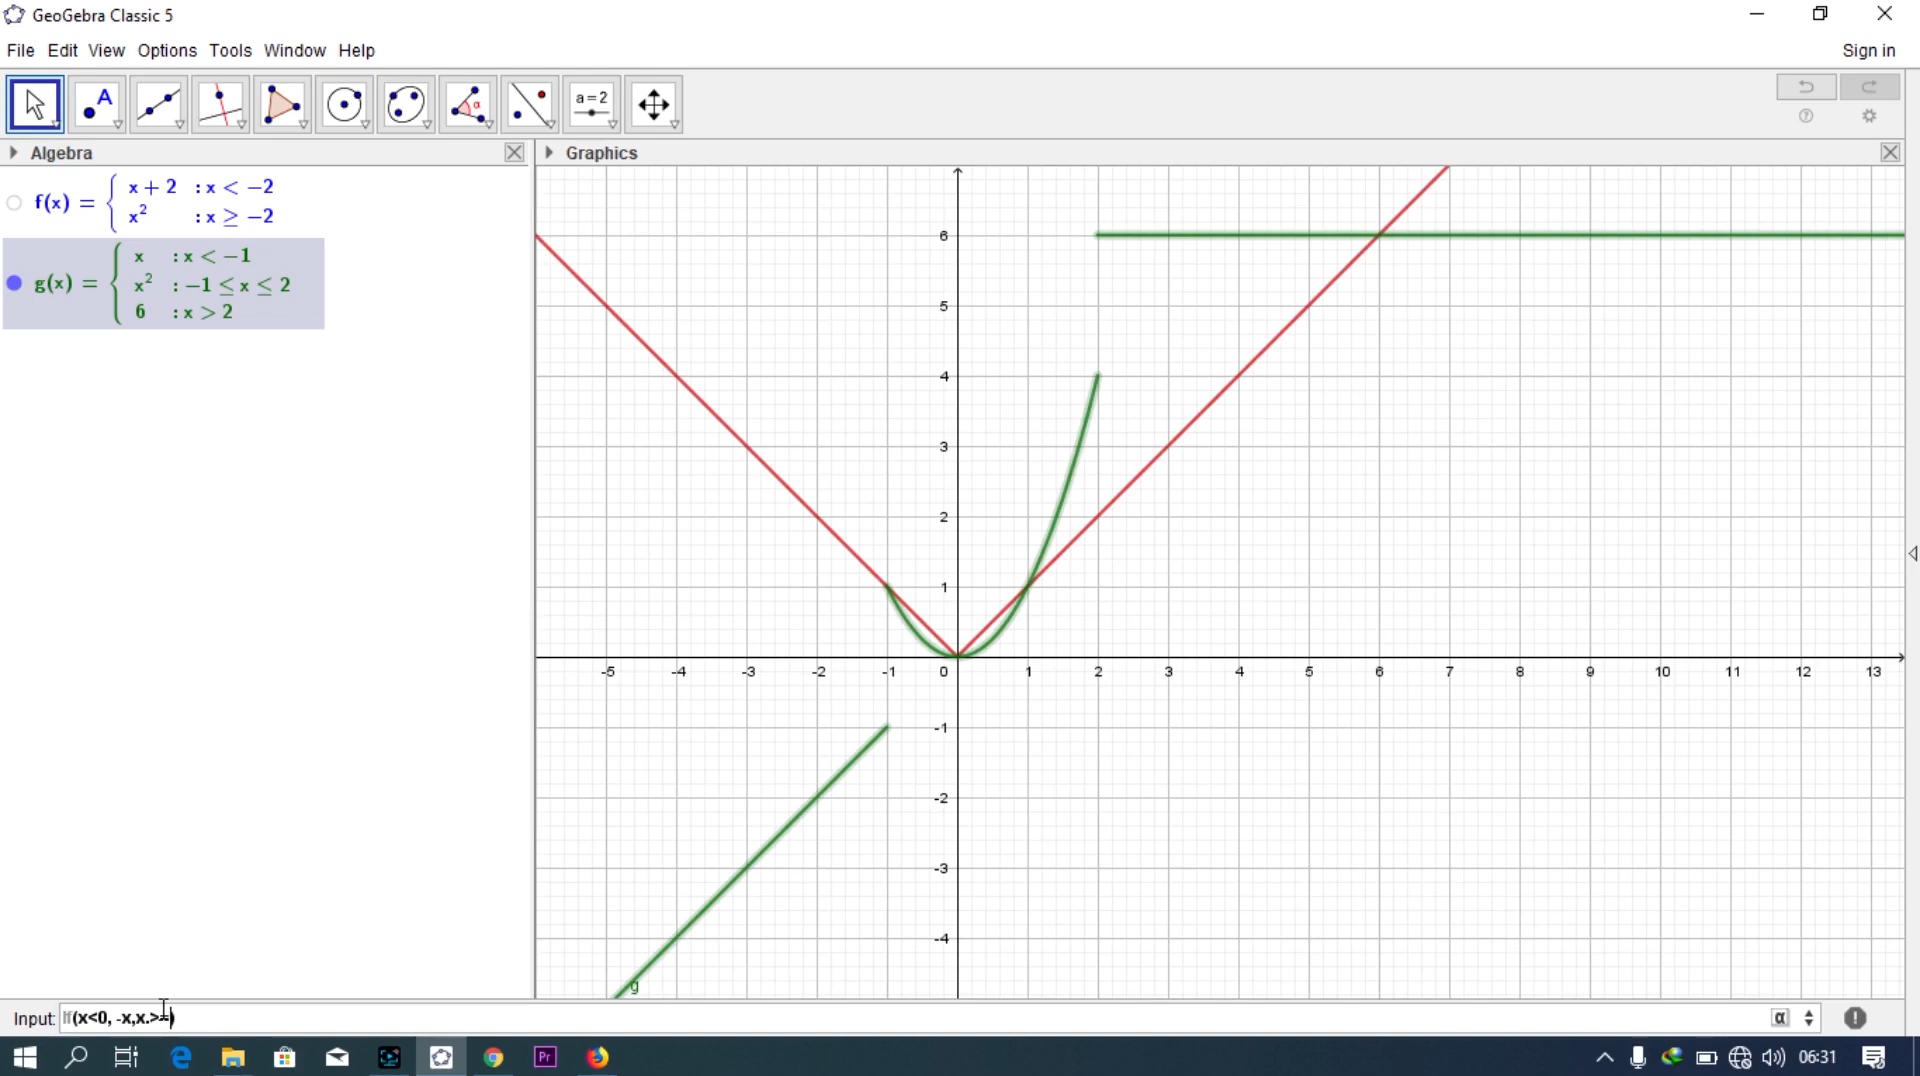 GeoGebra Classic 5
File Edit View Options Tools Window Help
Sign in
A
α
a=2
Algebra
Graphics
f(x) = { x + 2 : x < −2
x² : x ≥ −2
g(x) = { x : x < −1
x² : −1 ≤ x ≤ 2
6 : x > 2
6
5
4
3
2
1
-5 -4 -3 -2 -1 0 1 2 3 4 5 6 7 8 9 10 11 12 13
-1
-2
-3
-4
g
Input: If(x<0, -x,x.>=)
α
Pr
06:31